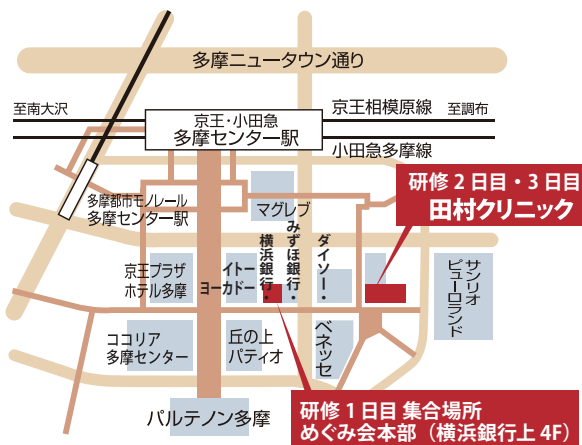 多摩ニュータウン通り
至南大沢
京王・小田急
多摩センター駅
京王相模原線
至調布
小田急多摩線
研修2日目・3日目
田村クリニック
多摩都市モノレール
多摩センター駅
マグレブ
京王プラザ
ホテル多摩
イトー
ヨーカドー
横浜銀行・
みずほ銀行・
ダイソー・
サンリオ
ピューロランド
ココリア
多摩センター
丘の上
パティオ
ベネッセ
パルテノン多摩
研修1日目 集合場所
めぐみ会本部（横浜銀行上4F）